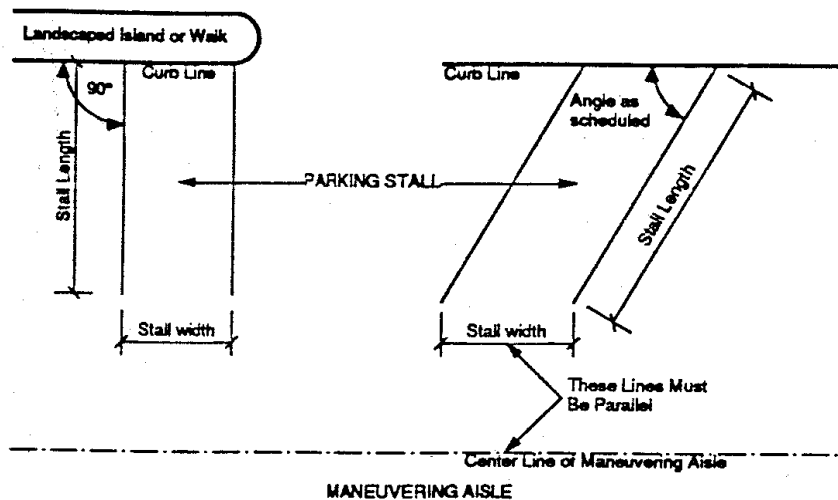 Landscaped Island or Walk
Curb Line
Curb Line
90°
Angle as
scheduled
Stall Length
PARKING STALL
Stall Length
Stall width
Stall width
These Lines Must
Be Parallel
Center Line of Maneuvering Aisle
MANEUVERING AISLE